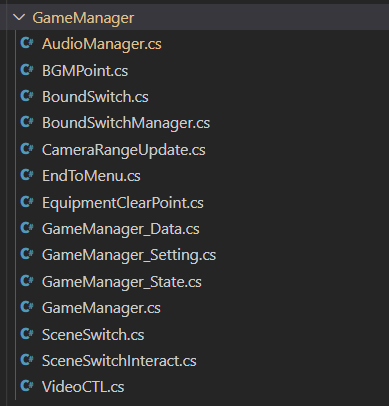 GameManager
C# AudioManager.cs
C# BGMPoint.cs
C# BoundSwitch.cs
C# BoundSwitchManager.cs
C# CameraRangeUpdate.cs
C# EndToMenu.cs
C# EquipmentClearPoint.cs
C# GameManager_Data.cs
C# GameManager_Setting.cs
C# GameManager_State.cs
C# GameManager.cs
C# SceneSwitch.cs
C# SceneSwitchInteract.cs
C# VideoCTL.cs